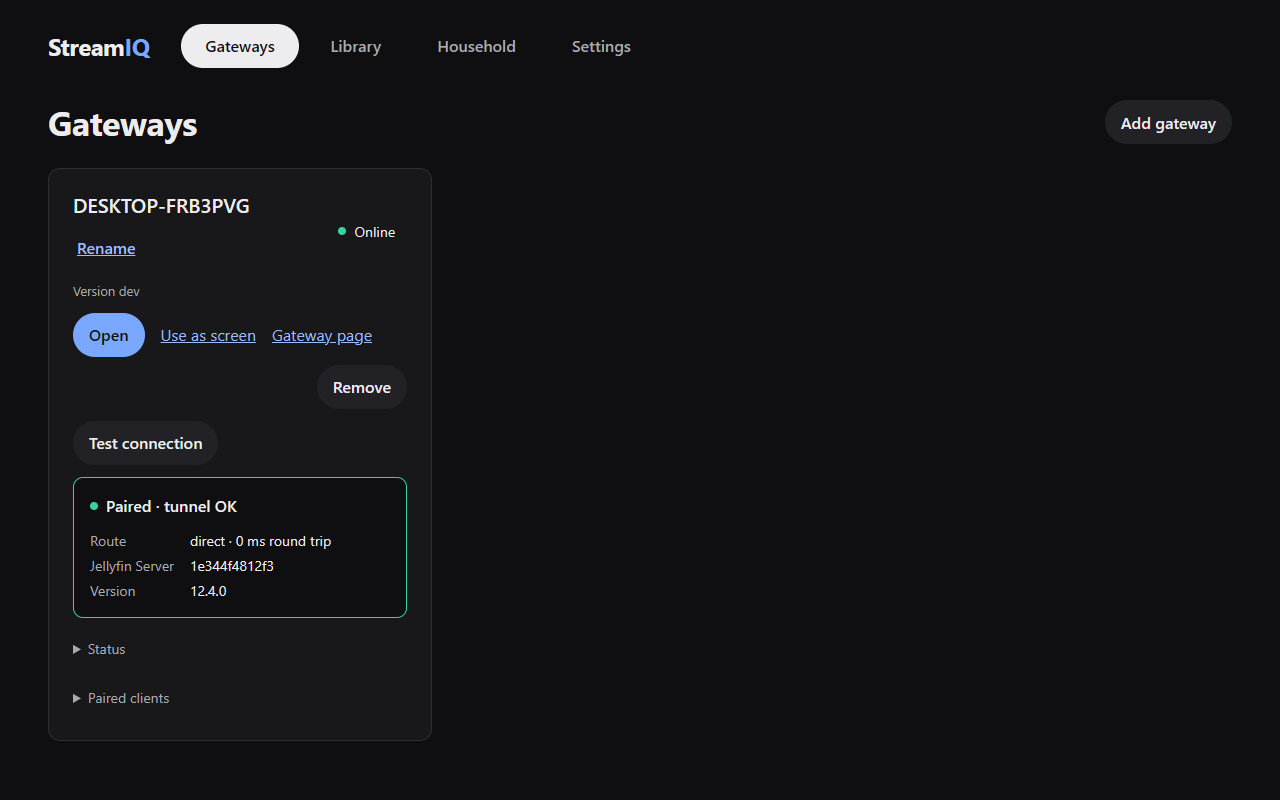 StreamIQ Gateways Library Household Settings
Gateways Add gateway
DESKTOP-FRB3PVG
Online
Rename
Version dev
Open Use as screen Gateway page
Remove
Test connection
Paired · tunnel OK
Route direct · 0 ms round trip
Jellyfin Server 1e344f4812f3
Version 12.4.0
Status
Paired clients